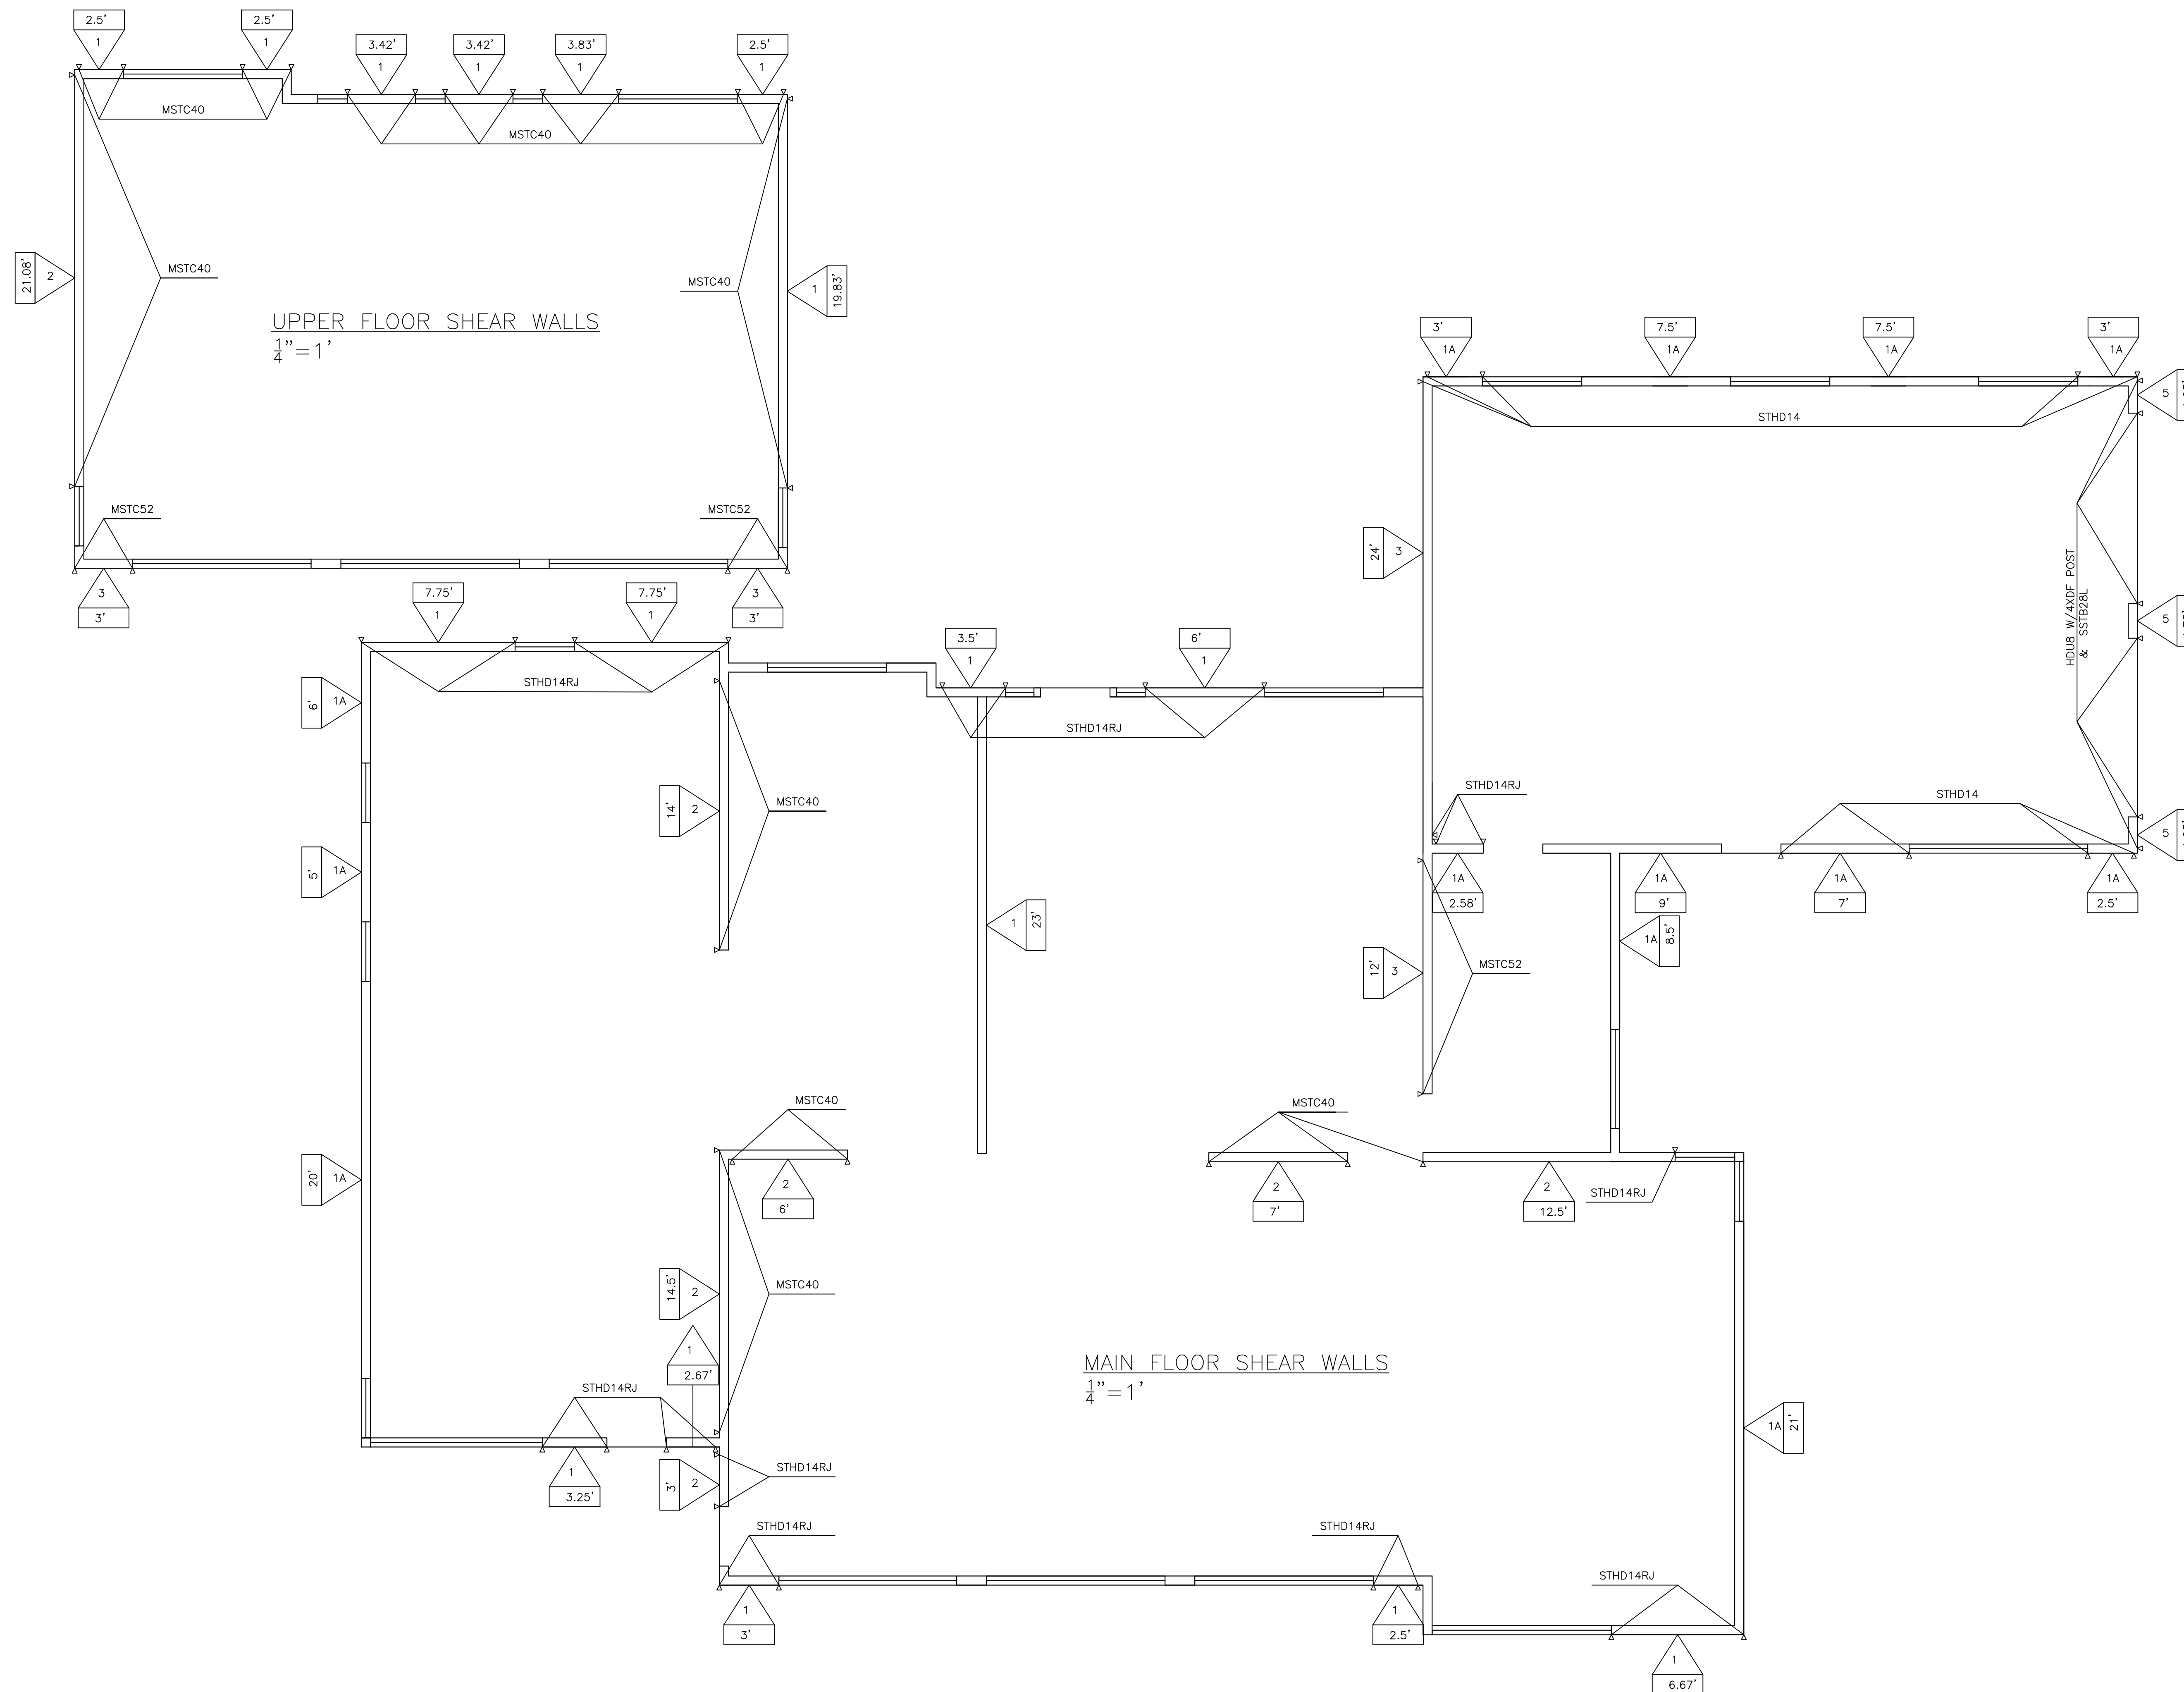 2.5'
1
2.5'
1
3.42'
1
3.42'
1
3.83'
1
2.5'
1
MSTC40
MSTC40
21.08'
2
MSTC40
MSTC40
1
19.83'
UPPER FLOOR SHEAR WALLS
1/4"=1'
MSTC52
MSTC52
3
3'
3
3'
3'
1A
7.5'
1A
7.5'
1A
3'
1A
5
STHD14
24'
3
HDU8 W/4XDF POST
& SSTB28L
5
7.75'
1
7.75'
1
STHD14RJ
3.5'
1
6'
1
STHD14RJ
6'
1A
14'
2
MSTC40
STHD14RJ
STHD14
5
5'
1A
1
23'
1A
2.58'
1A
9'
1A
7'
1A
2.5'
1A
8.5'
12'
3
MSTC52
MSTC40
MSTC40
20'
1A
2
6'
2
7'
2
12.5'
STHD14RJ
14.5'
2
MSTC40
1
2.67'
MAIN FLOOR SHEAR WALLS
1/4"=1'
STHD14RJ
1A
21'
1
3.25'
3'
2
STHD14RJ
STHD14RJ
STHD14RJ
STHD14RJ
1
3'
1
2.5'
1
6.67'